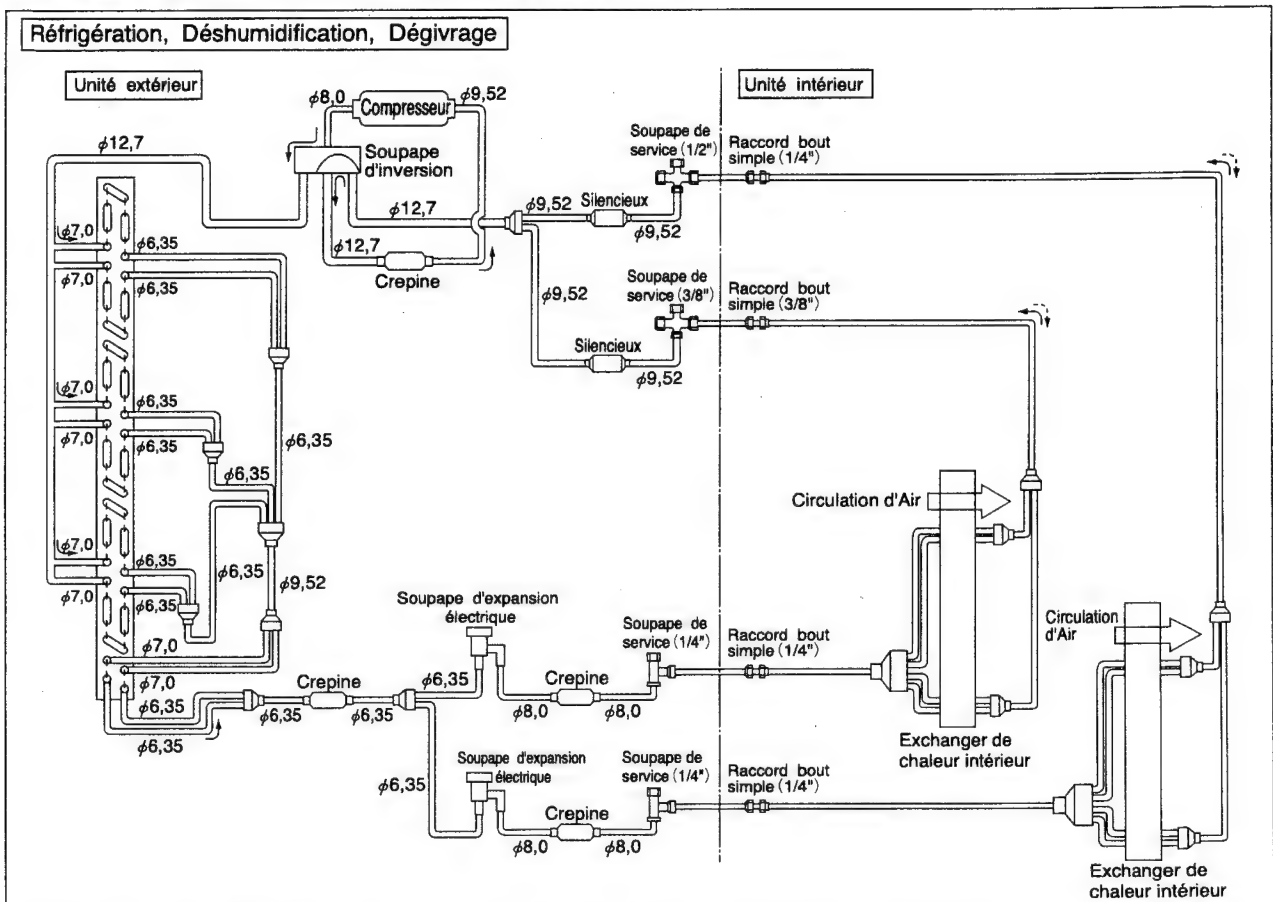 Réfrigération, Déshumidification, Dégivrage
Unité extérieur
Unité intérieur
φ8,0
Compresseur
φ9,52
φ12,7
Soupape
d'inversion
φ12,7
φ12,7
Crepine
φ9,52
Silencieux
φ9,52
Soupape de
service (1/2")
Raccord bout
simple (1/4")
φ9,52
Soupape de
service (3/8")
Raccord bout
simple (3/8")
Silencieux
φ9,52
φ7,0
φ7,0
φ6,35
φ6,35
φ7,0
φ7,0
φ6,35
φ6,35
φ6,35
φ6,35
φ7,0
φ7,0
φ6,35
φ6,35
φ6,35
φ9,52
φ7,0
φ7,0
φ6,35
φ6,35
φ6,35
Crepine
φ6,35
Soupape d'expansion
électrique
φ6,35
Crepine
φ8,0
φ8,0
Soupape de
service (1/4")
Raccord bout
simple (1/4")
φ6,35
Soupape d'expansion
électrique
Crepine
φ8,0
φ8,0
Soupape de
service (1/4")
Raccord bout
simple (1/4")
Circulation d'Air
Exchanger de
chaleur intérieur
Circulation
d'Air
Exchanger de
chaleur intérieur